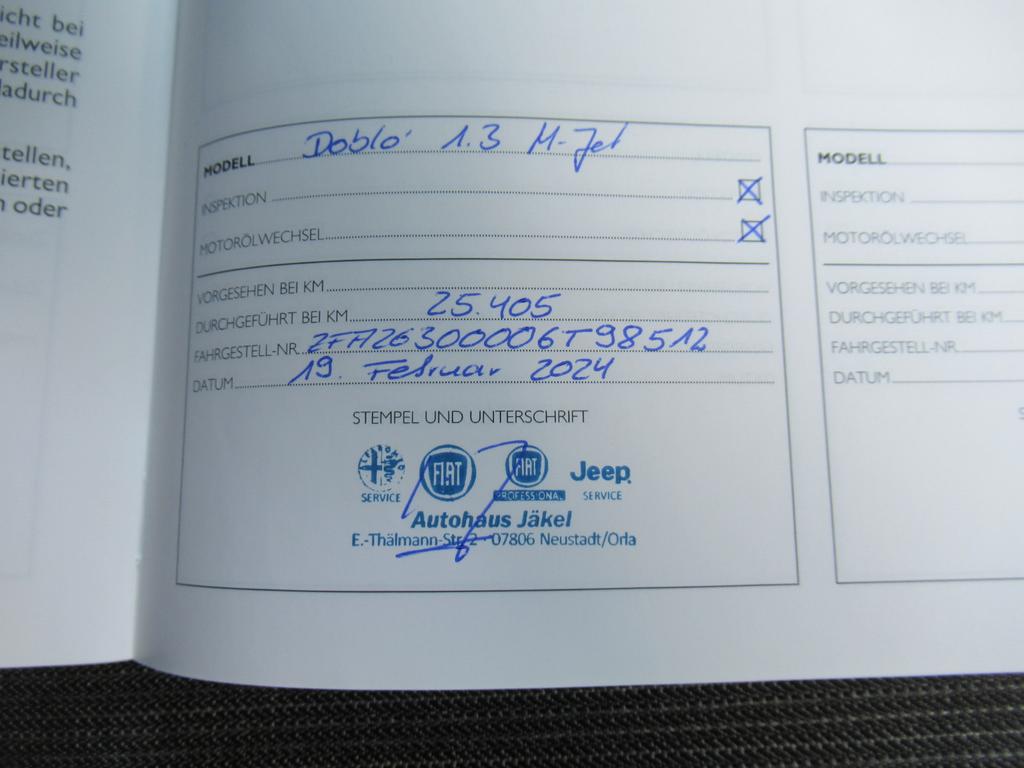 icht bei
eilweise
rsteller
dadurch
tellen,
ierten
n oder
MODELL Doblo 1.3 M-Jet
INSPEKTION
MOTORÖLWECHSEL
VORGESEHEN BEI KM
DURCHGEFÜHRT BEI KM 25.405
FAHRGESTELL-NR. ZFA26300006T98512
DATUM 19. Februar 2024
STEMPEL UND UNTERSCHRIFT
SERVICE
FIAT
FIAT
PROFESSIONAL
Jeep
SERVICE
Autohaus Jäkel
E.-Thälmann-Str. 2 07806 Neustadt/Orla
MODELL
INSPEKTION
MOTORÖLWECHSEL
VORGESEHEN BEI KM
DURCHGEFÜHRT BEI KM
FAHRGESTELL-NR.
DATUM
S